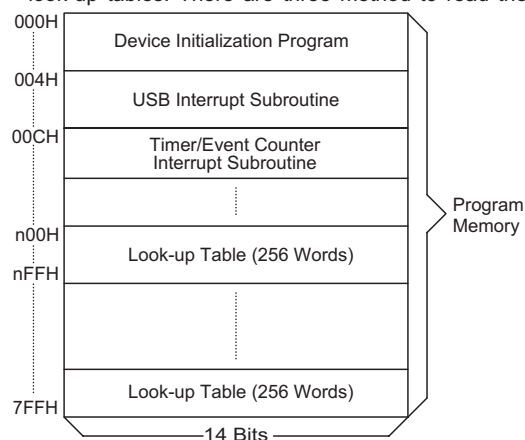 look-up tables. There are three method to read the
000H
Device Initialization Program
004H
USB Interrupt Subroutine
00CH
Timer/Event Counter
Interrupt Subroutine
n00H
Look-up Table (256 Words)
nFFH
Program
Memory
Look-up Table (256 Words)
7FFH
14 Bits